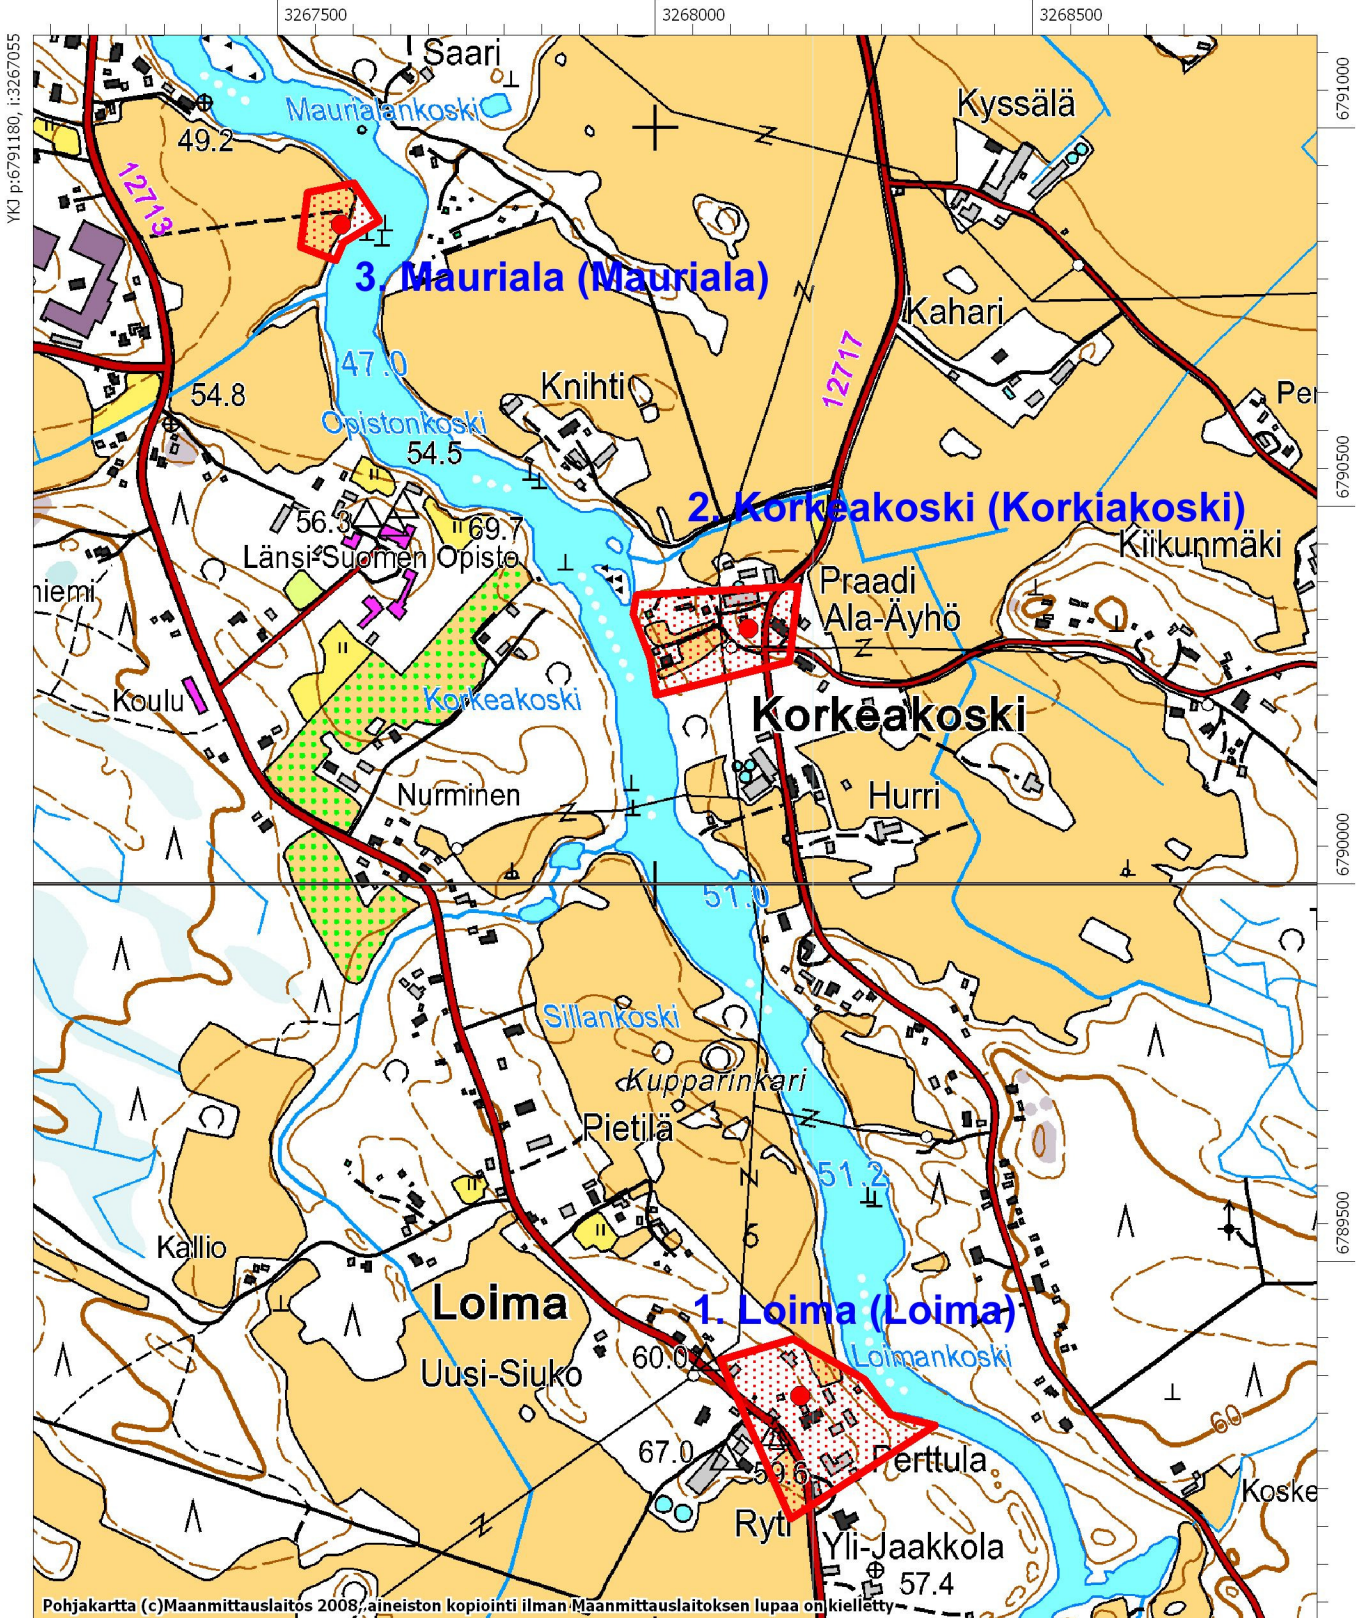 3267500
3268000
3268500
YKJ p:6791180, i:3267055
6791000
Saari
Maurialankoski
Kyssälä
49.2
12713
3. Mauriala (Mauriala)
Kahari
12717
47.0
Knihti
54.8
Opistonkoski
54.5
6790500
2. Korkeakoski (Korkiakoski)
56.3
69.7
Länsi-Suomen Opisto
Kiikunmäki
Praadi
Ala-Äyhö
Koulu
Korkeakoski
Korkeakoski
Nurminen
Hurri
6790000
51.0
Sillankoski
Kupparinkari
Pietilä
51.2
6789500
Kallio
Loima
1. Loima (Loima)
60.0
Loimankoski
Uusi-Siuko
60
67.0
59.6
Perttula
Koske
Ryti
Yli-Jaakkola
57.4
Pohjakartta (c)Maanmittauslaitos 2008, aineiston kopiointi ilman Maanmittauslaitoksen lupaa on kielletty